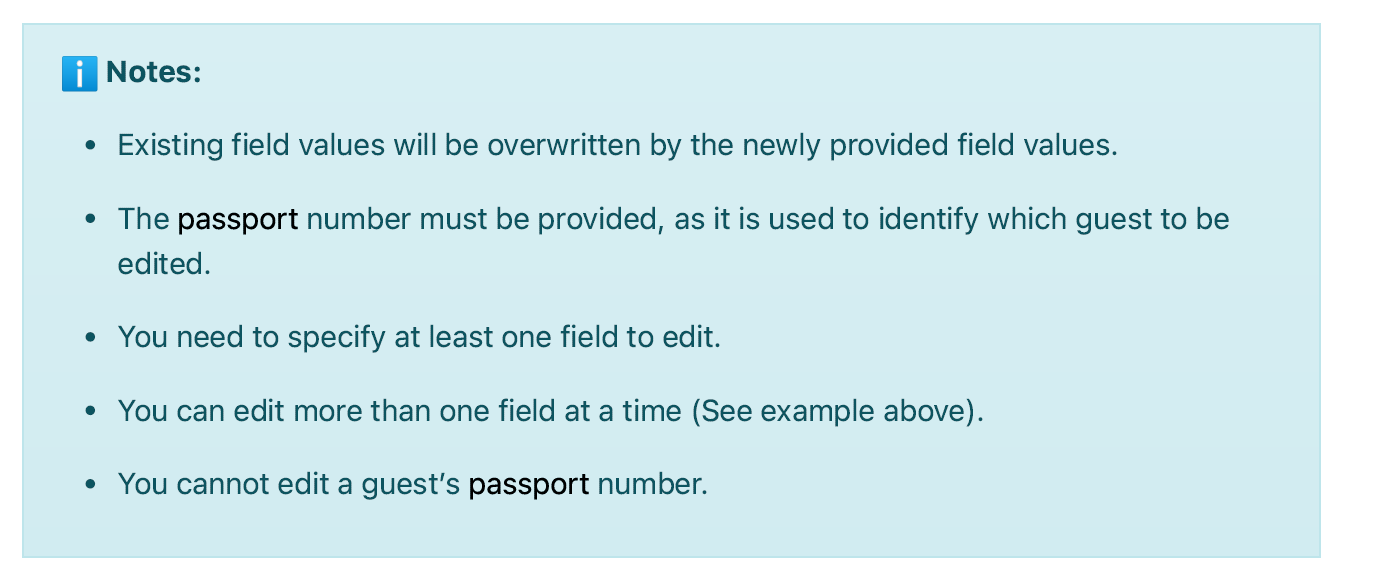 ℹ️ Notes:
• Existing field values will be overwritten by the newly provided field values.
• The passport number must be provided, as it is used to identify which guest to be
edited.
• You need to specify at least one field to edit.
• You can edit more than one field at a time (See example above).
• You cannot edit a guest’s passport number.